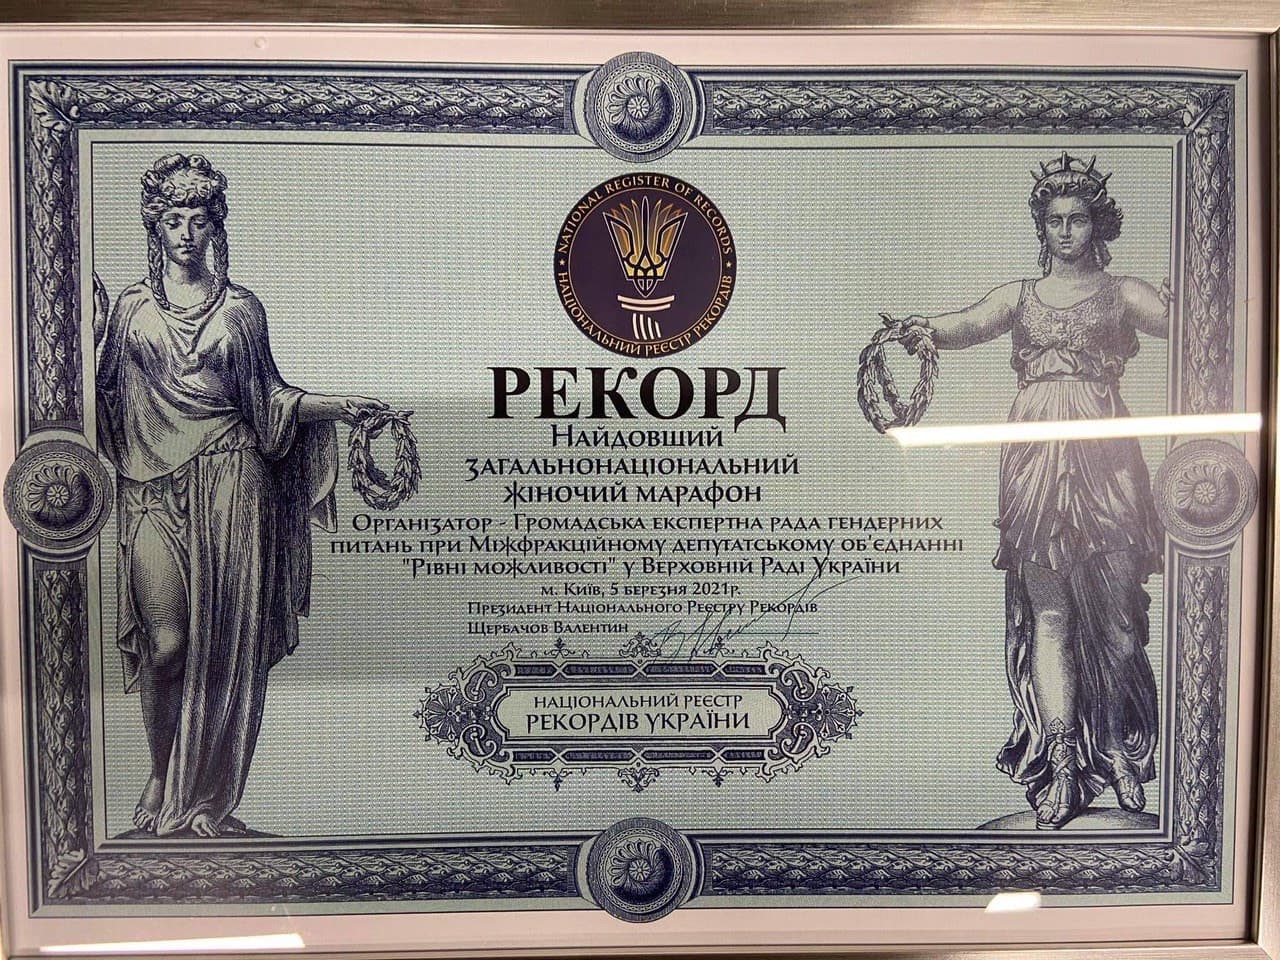 NATIONAL REGISTER OF RECORDS
НАЦІОНАЛЬНИЙ РЕЄСТР РЕКОРДІВ
РЕКОРД
Найдовший
загальнонаціональний
жіночий марафон
Організатор - Громадська експертна рада гендерних
питань при Міжфракційному депутатському об'єднанні
"Рівні можливості" у Верховній Раді України
м. Київ, 5 березня 2021р.
Президент Національного Реєстру Рекордів
Щербачов Валентин
НАЦІОНАЛЬНИЙ РЕЄСТР
РЕКОРДІВ УКРАЇНИ